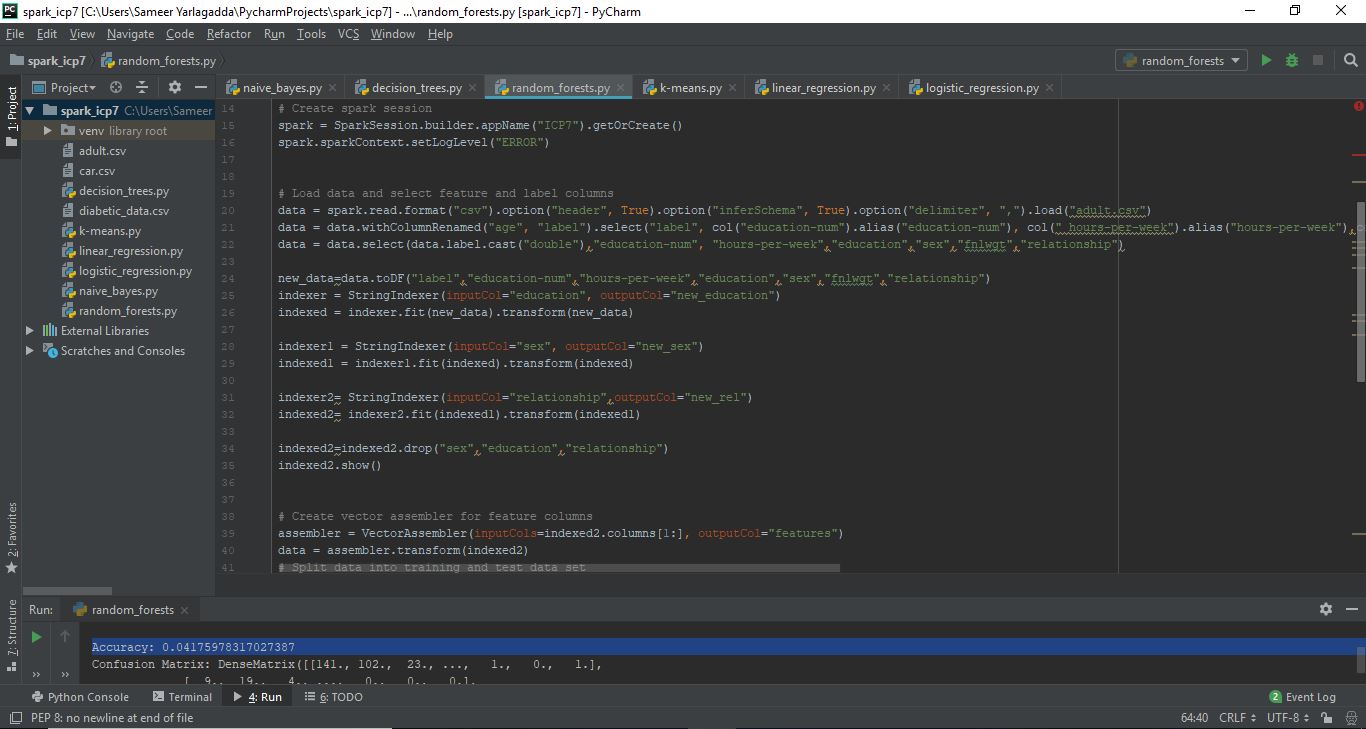 spark_icp7 [C:\Users\Sameer Yarlagadda\PycharmProjects\spark_icp7] - ...\random_forests.py [spark_icp7] - PyCharm
File Edit View Navigate Code Refactor Run Tools VCS Window Help
spark_icp7 random_forests.py random_forests
1: Project
Project
naive_bayes.py decision_trees.py random_forests.py k-means.py linear_regression.py logistic_regression.py
spark_icp7 C:\Users\Sameer
venv library root
adult.csv
car.csv
decision_trees.py
diabetic_data.csv
k-means.py
linear_regression.py
logistic_regression.py
naive_bayes.py
random_forests.py
External Libraries
Scratches and Consoles
14 # Create spark session
15 spark = SparkSession.builder.appName("ICP7").getOrCreate()
16 spark.sparkContext.setLogLevel("ERROR")
17
18
19 # Load data and select feature and label columns
20 data = spark.read.format("csv").option("header", True).option("inferSchema", True).option("delimiter", ",").load("adult.csv")
21 data = data.withColumnRenamed("age", "label").select("label", col("education-num").alias("education-num"), col(" hours-per-week").alias("hours-per-week"),c
22 data = data.select(data.label.cast("double"),"education-num", "hours-per-week","education","sex","fnlwgt","relationship")
23
24 new_data=data.toDF("label","education-num","hours-per-week","education","sex","fnlwgt","relationship")
25 indexer = StringIndexer(inputCol="education", outputCol="new_education")
26 indexed = indexer.fit(new_data).transform(new_data)
27
28 indexer1 = StringIndexer(inputCol="sex", outputCol="new_sex")
29 indexed1 = indexer1.fit(indexed).transform(indexed)
30
31 indexer2= StringIndexer(inputCol="relationship",outputCol="new_rel")
32 indexed2= indexer2.fit(indexed1).transform(indexed1)
33
34 indexed2=indexed2.drop("sex","education","relationship")
35 indexed2.show()
36
37
38 # Create vector assembler for feature columns
39 assembler = VectorAssembler(inputCols=indexed2.columns[1:], outputCol="features")
40 data = assembler.transform(indexed2)
41 # Split data into training and test data set
2: Favorites
7: Structure
Run: random_forests
Accuracy: 0.04175978317027387
Confusion Matrix: DenseMatrix([[141., 102., 23., ..., 1., 0., 1.],
[ 9., 19., 4., ..., 0., 0., 0.],
Python Console Terminal 4: Run 6: TODO 2 Event Log
PEP 8: no newline at end of file 64:40 CRLF UTF-8